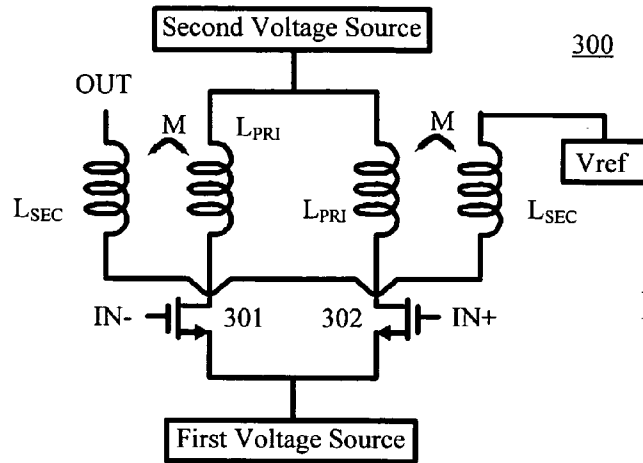 Second Voltage Source
300
OUT
M
L_PRI
M
Vref
L_SEC
L_PRI
L_SEC
IN-
301
302
IN+
First Voltage Source